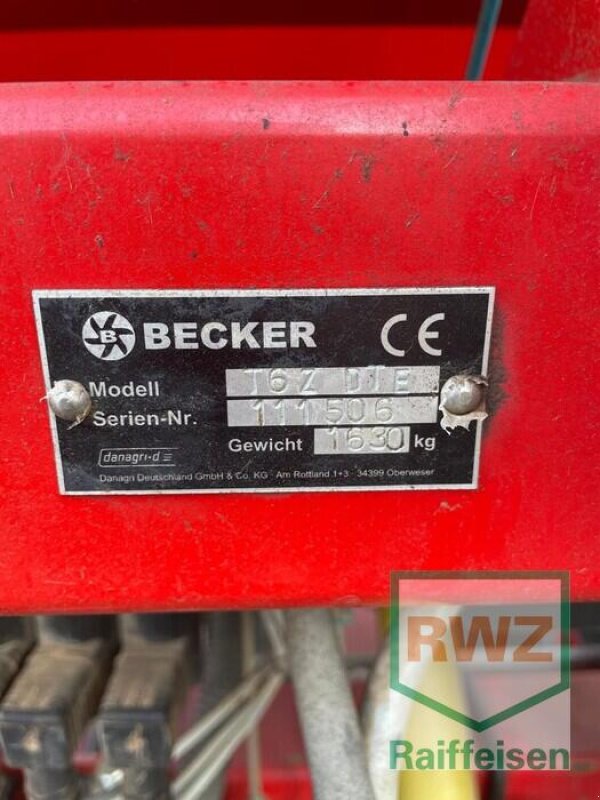 B BECKER CE
Modell T6Z DTE
Serien-Nr. 111506
Gewicht 1630 kg
danagri-d
Danagri Deutschland GmbH & Co. KG · Am Rottland 1+3 · 34399 Oberweser
RWZ
Raiffeisen